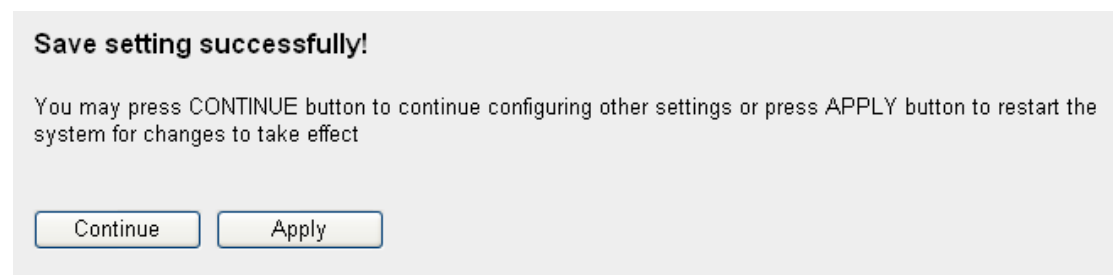 Save setting successfully!
You may press CONTINUE button to continue configuring other settings or press APPLY button to restart the
system for changes to take effect
Continue
Apply